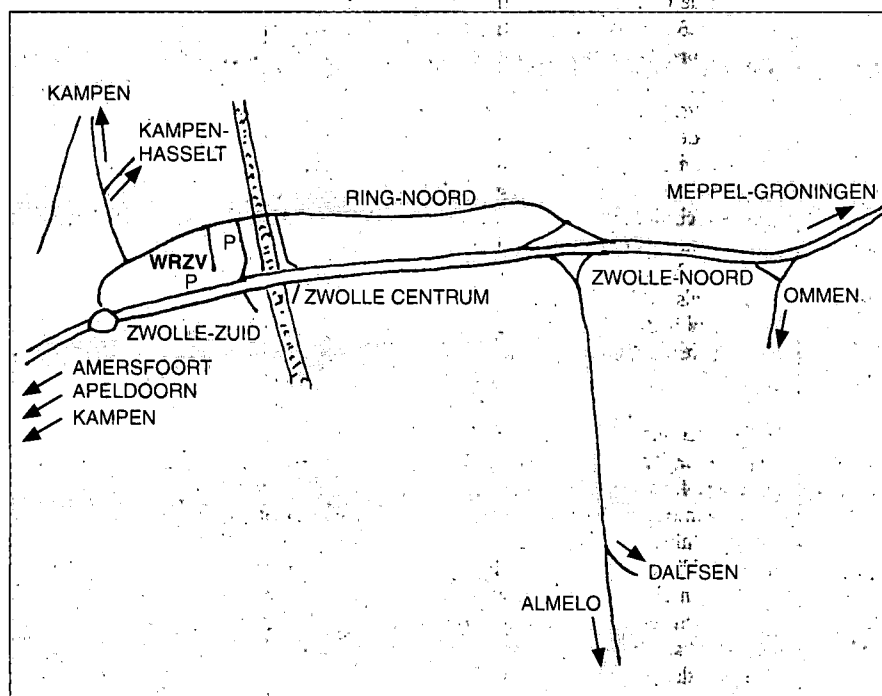 KAMPEN
KAMPEN-
HASSELT
RING-NOORD
MEPPEL-GRONINGEN
P
WRZV
P
ZWOLLE CENTRUM
ZWOLLE-NOORD
OMMEN
ZWOLLE-ZUID
AMERSFOORT
APELDOORN
KAMPEN
DALFSEN
ALMELO